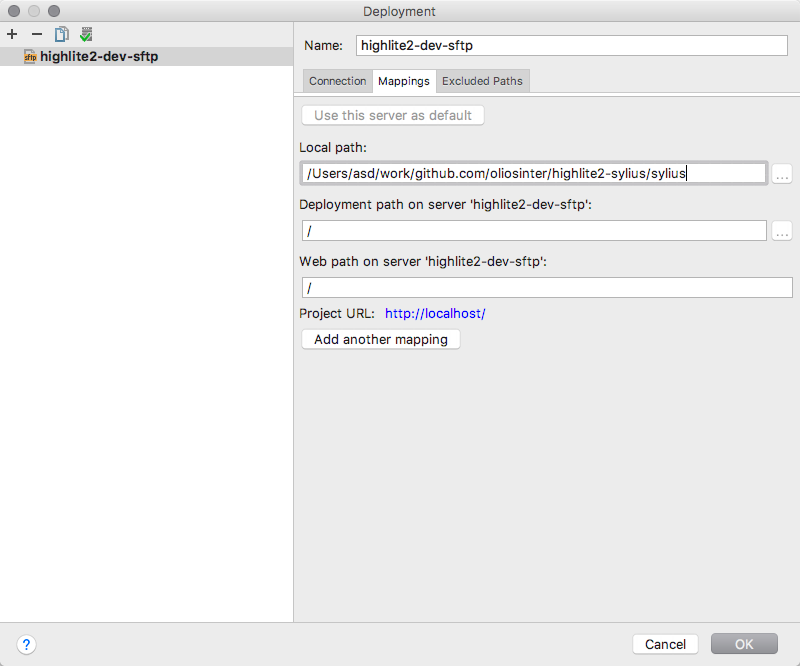 Deployment
sftp highlite2-dev-sftp
Name: highlite2-dev-sftp
Connection Mappings Excluded Paths
Use this server as default
Local path:
/Users/asd/work/github.com/oliosinter/highlite2-sylius/sylius
...
Deployment path on server 'highlite2-dev-sftp':
/
...
Web path on server 'highlite2-dev-sftp':
/
Project URL: http://localhost/
Add another mapping
? Cancel OK